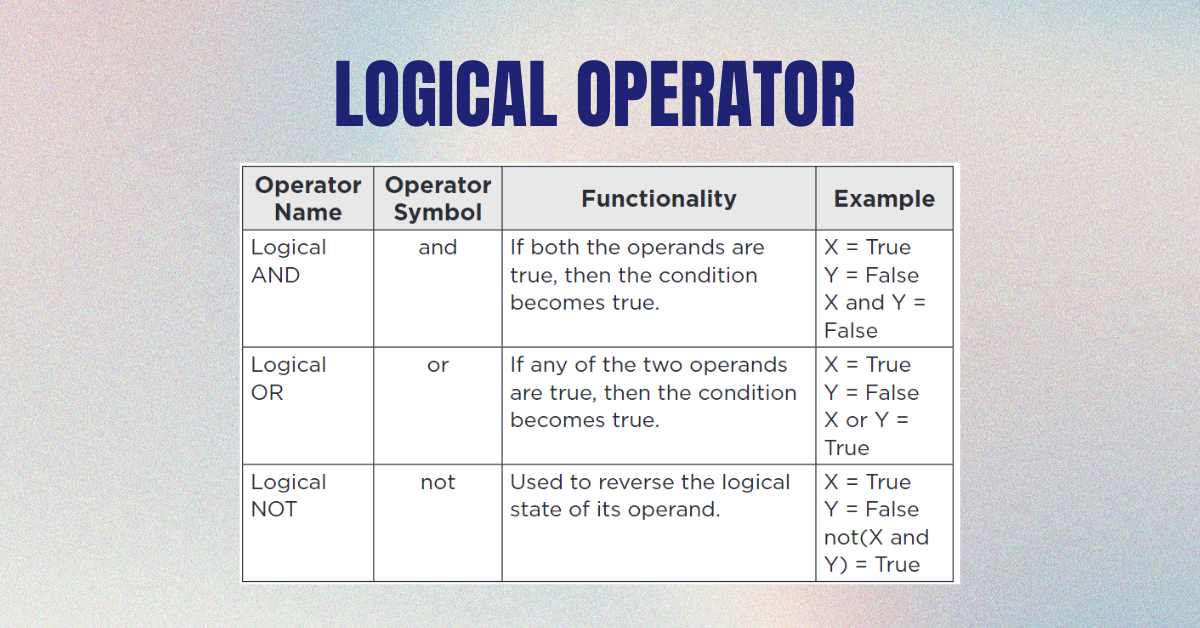 LOGICAL OPERATOR
Operator Name
Operator Symbol
Functionality
Example
Logical
AND
and
If both the operands are
true, then the condition
becomes true.
X = True
Y = False
X and Y =
False
Logical
OR
or
If any of the two operands
are true, then the condition
becomes true.
X = True
Y = False
X or Y =
True
Logical
NOT
not
Used to reverse the logical
state of its operand.
X = True
Y = False
not(X and
Y) = True